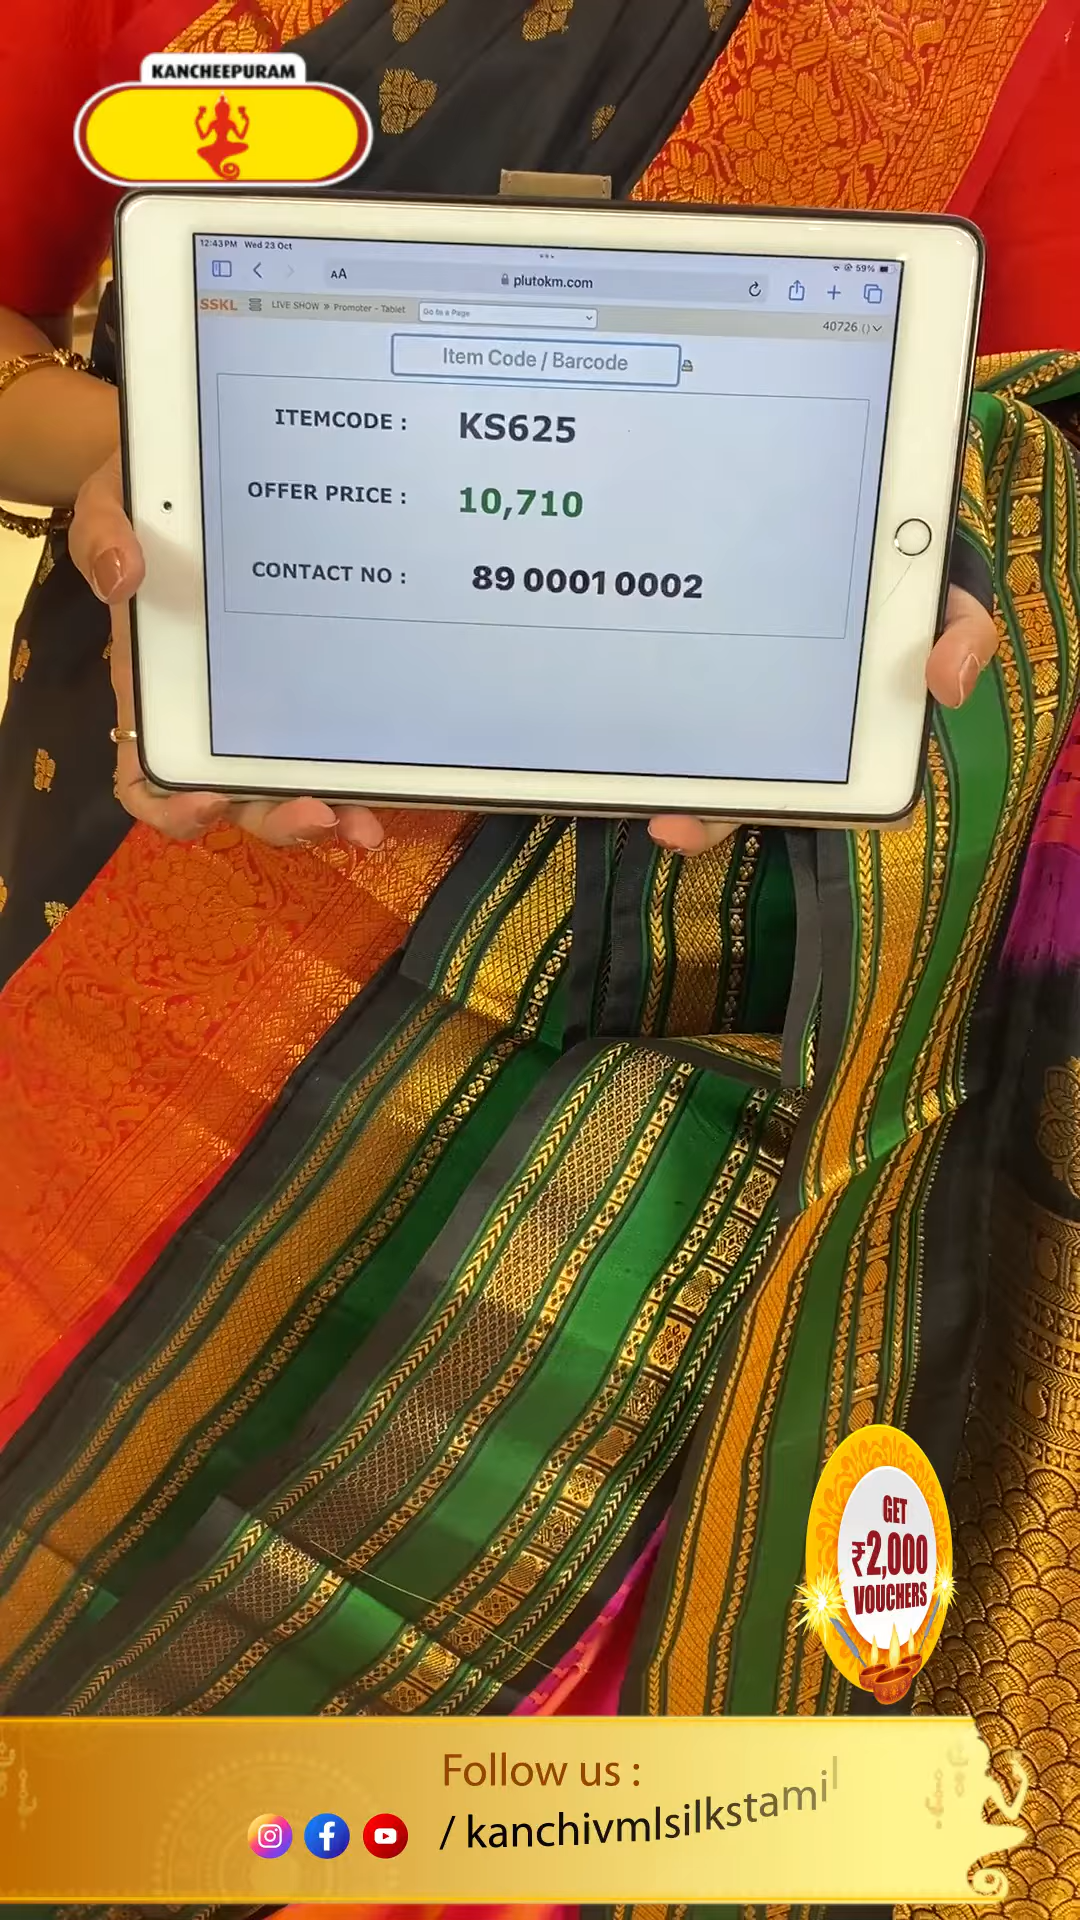 KANCHEEPURAM
12:43 PM Wed 23 Oct
59%
AA
plutokm.com
SSKL
LIVE SHOW » Promoter - Tablet
Go to a Page
40726 ()
Item Code / Barcode
ITEMCODE : KS625
OFFER PRICE : 10,710
CONTACT NO : 89 0001 0002
GET
₹2,000
VOUCHERS
Follow us :
/ kanchivmlsilkstamil